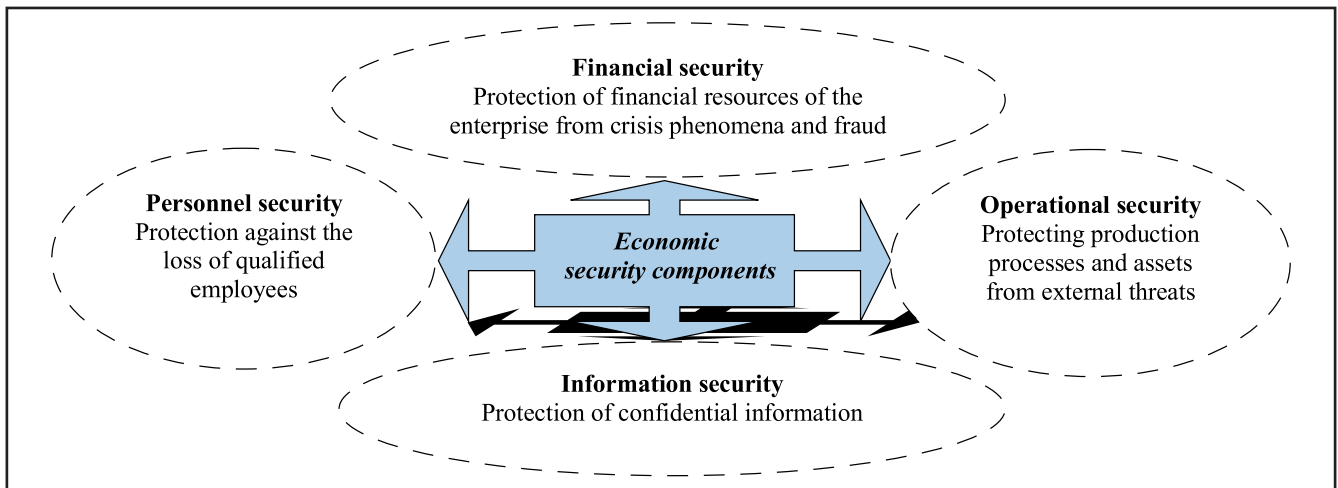 Financial security
Protection of financial resources of the
enterprise from crisis phenomena and fraud
Personnel security
Protection against the
loss of qualified
employees
Economic
security components
Operational security
Protecting production
processes and assets
from external threats
Information security
Protection of confidential information